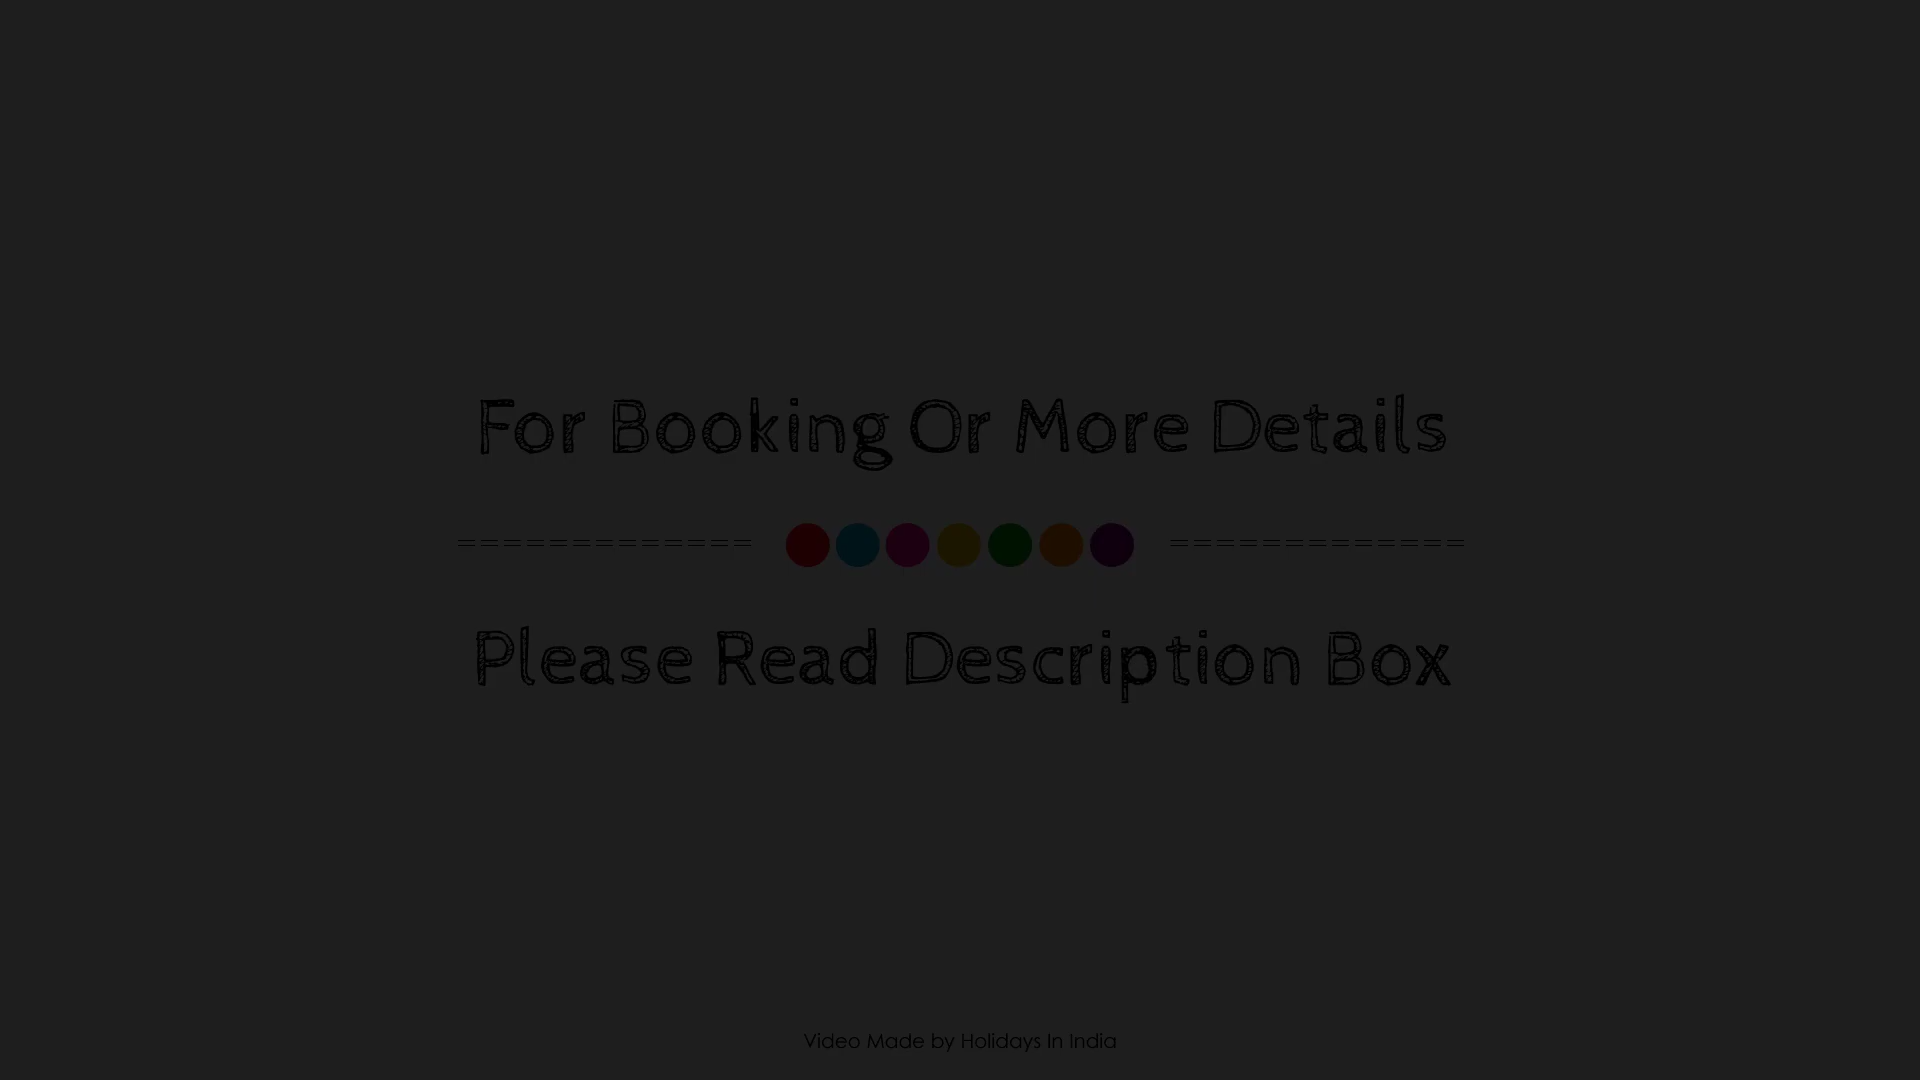 For Booking Or More Details
============= =============
Please Read Description Box
Video Made by Holidays In India